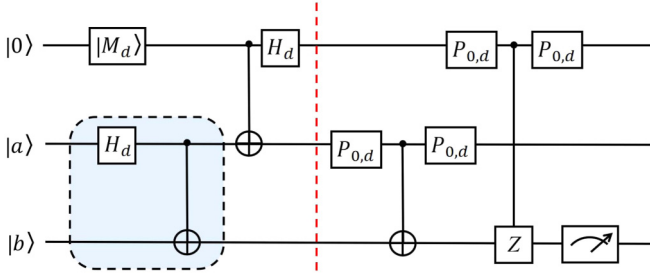 |0⟩ |M_d⟩ H_d P_{0,d} P_{0,d}
|a⟩ H_d P_{0,d} P_{0,d}
|b⟩ Z